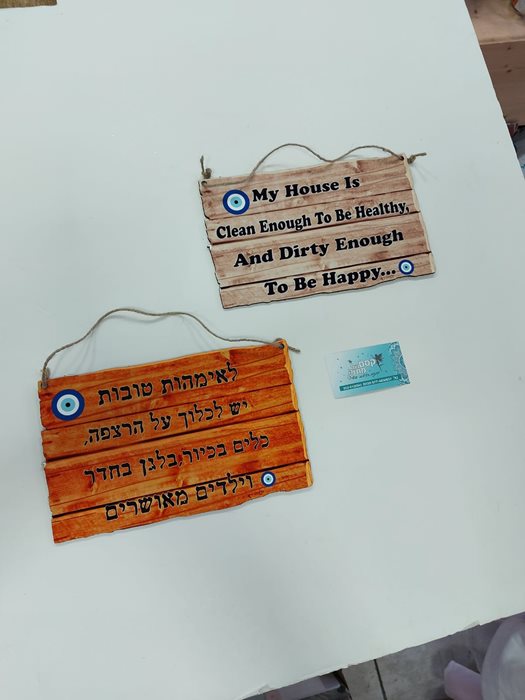 My House Is
Clean Enough To Be Healthy,
And Dirty Enough
To Be Happy...
לאימהות טובות
יש לכלוך על הרצפה,
כלים בכיור,בלגן בחדר
וילדים מאושרים
קסם